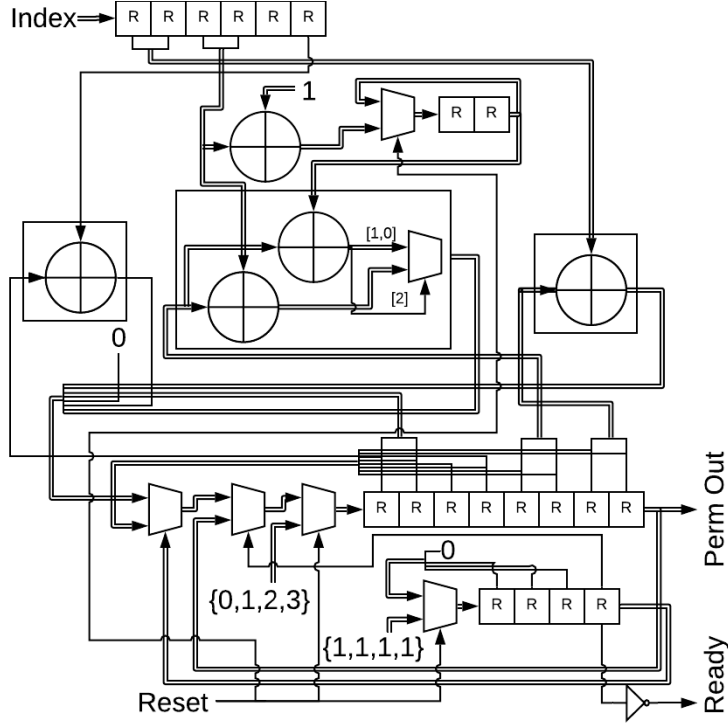 Index R R R R R R
1
R R
[1,0]
[2]
0
R R R R R R R R
Perm Out
0
{0,1,2,3}
R R R R
{1,1,1,1}
Reset
Ready